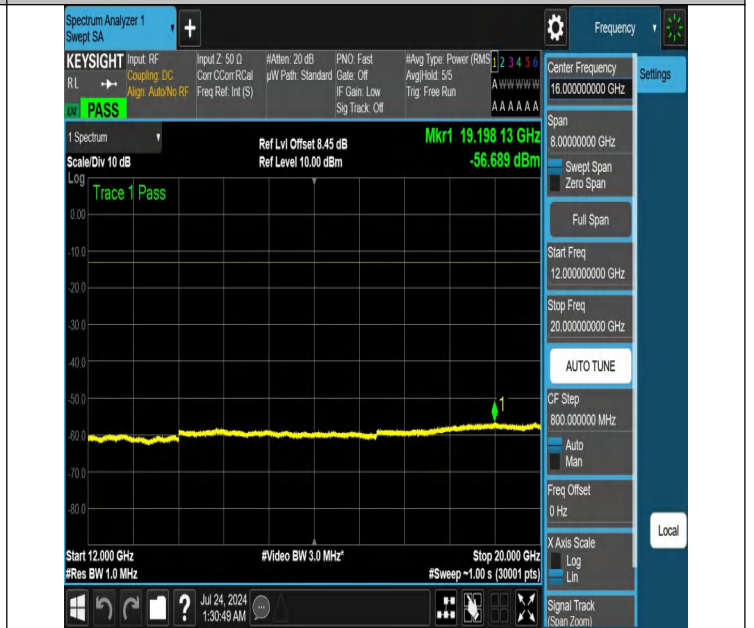 Spectrum Analyzer 1
Swept SA
+
Frequency
KEYSIGHT
RL
LXI
PASS
Input: RF
Coupling: DC
Align: Auto/No RF
Input Z: 50 Ω
Corr CCorr RCal
Freq Ref: Int (S)
#Atten: 20 dB
µW Path: Standard
PNO: Fast
Gate: Off
IF Gain: Low
Sig Track: Off
#Avg Type: Power (RMS
Avg|Hold: 5/5
Trig: Free Run
1 2 3 4 5 6
A W W W W W
A A A A A A
1 Spectrum
Scale/Div 10 dB
Ref Lvl Offset 8.45 dB
Ref Level 10.00 dBm
Mkr1 19.198 13 GHz
-56.689 dBm
Log
Trace 1 Pass
0.00
-10.0
-20.0
-30.0
-40.0
-50.0
-60.0
-70.0
-80.0
1
Start 12.000 GHz
#Res BW 1.0 MHz
#Video BW 3.0 MHz*
Stop 20.000 GHz
#Sweep ~1.00 s (30001 pts)
Center Frequency
16.000000000 GHz
Span
8.00000000 GHz
Swept Span
Zero Span
Full Span
Start Freq
12.000000000 GHz
Stop Freq
20.000000000 GHz
AUTO TUNE
CF Step
800.000000 MHz
Auto
Man
Freq Offset
0 Hz
X Axis Scale
Log
Lin
Signal Track
(Span Zoom)
Settings
Local
?
Jul 24, 2024
1:30:49 AM